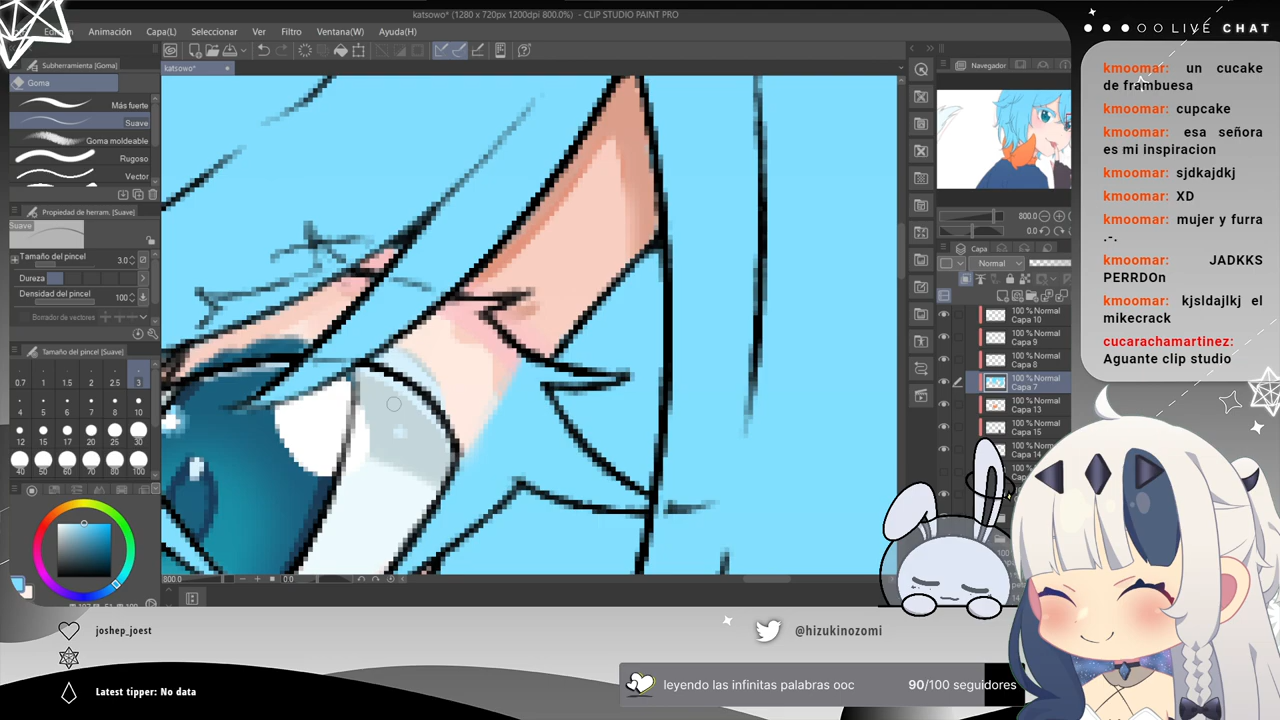 katsowo* (1280 x 720px 1200dpi 800.0%) - CLIP STUDIO PAINT PRO
Animación Capa(L) Seleccionar Ver Filtro Ventana(W) Ayuda(H)
Subherramienta [Goma]
Goma
Más fuerte
Suave
Goma moldeable
Rugoso
Vector
Propiedad de herram. [Suave]
Suave
Tamaño del pincel 3.0
Dureza
Densidad del pincel 100
Borrador de vectores
Tamaño del pincel [Suave]
0.7 1 1.5 2 2.5 3
4 5 6 7 8 10
12 15 17 20 25 30
40 50 60 70 80 100
katsowo*
800.0
0.0
Navegador
800.0
0.0
Capa
Normal
100 % Normal
Capa 10
100 % Normal
Capa 9
100 % Normal
Capa 8
100 % Normal
Capa 7
100 % Normal
Capa 13
100 % Normal
Capa 15
100 % Normal
Capa 14
LIVE CHAT
kmoomar: un cucake
de frambuesa
kmoomar: cupcake
kmoomar: esa señora
es mi inspiracion
kmoomar: sjdkajdkj
kmoomar: XD
kmoomar: mujer y furra
.-.
kmoomar: JADKKS
PERRDOn
kmoomar: kjsldajlkj el
mikecrack
cucarachamartinez:
Aguante clip studio
joshep_joest
Latest tipper: No data
@hizukinozomi
leyendo las infinitas palabras ooc 90/100 seguidores